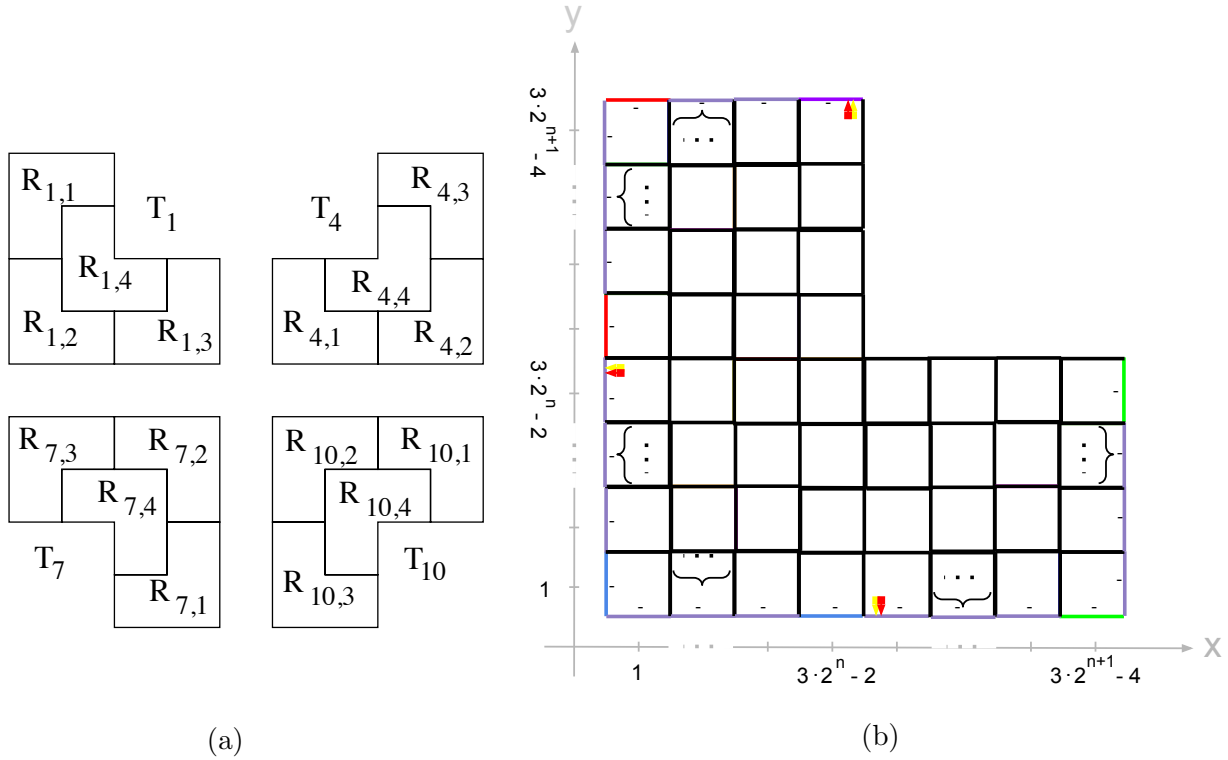 R1,1
T1
R1,4
R1,2
R1,3
T4
R4,3
R4,4
R4,1
R4,2
R7,3
R7,2
R7,4
T7
R7,1
R10,2
R10,1
R10,4
T10
R10,3
(a)
y
3·2^{n+1} - 4
3·2^n - 2
1
x
1
3·2^n - 2
3·2^{n+1} - 4
(b)